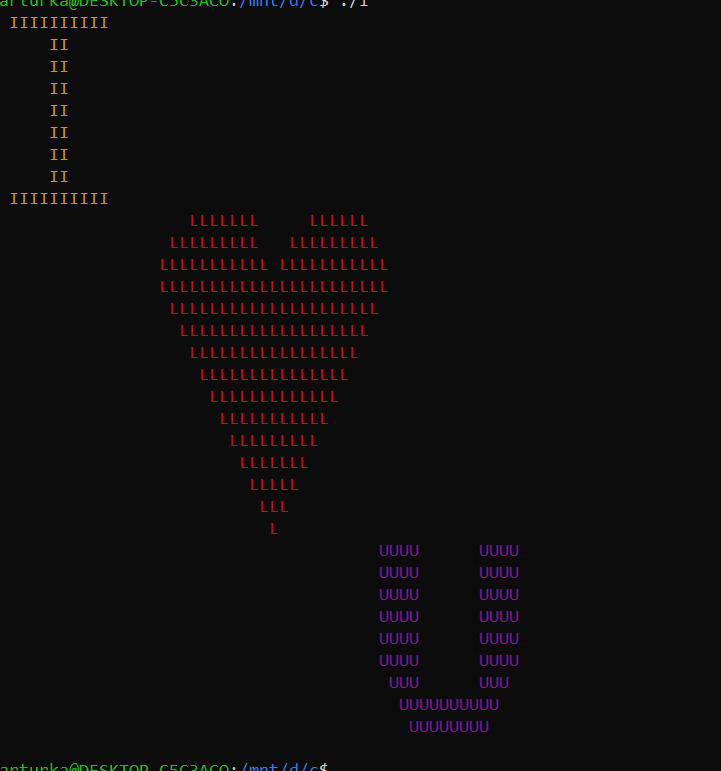 arturka@DESKTOP-C5C3ACO:/mnt/d/c$ ./1
IIIIIIIIII
II
II
II
II
II
II
II
IIIIIIIIII
LLLLLLL     LLLLLL
LLLLLLLLL   LLLLLLLLL
LLLLLLLLLLL LLLLLLLLLLL
LLLLLLLLLLLLLLLLLLLLLLL
LLLLLLLLLLLLLLLLLLLLL
LLLLLLLLLLLLLLLLLLL
LLLLLLLLLLLLLLLLL
LLLLLLLLLLLLLLL
LLLLLLLLLLLLL
LLLLLLLLLLL
LLLLLLLLL
LLLLLLL
LLLLL
LLL
L
UUUU      UUUU
UUUU      UUUU
UUUU      UUUU
UUUU      UUUU
UUUU      UUUU
UUUU      UUUU
UUU      UUU
UUUUUUUUUU
UUUUUUUU
arturka@DESKTOP-C5C3ACO:/mnt/d/c$